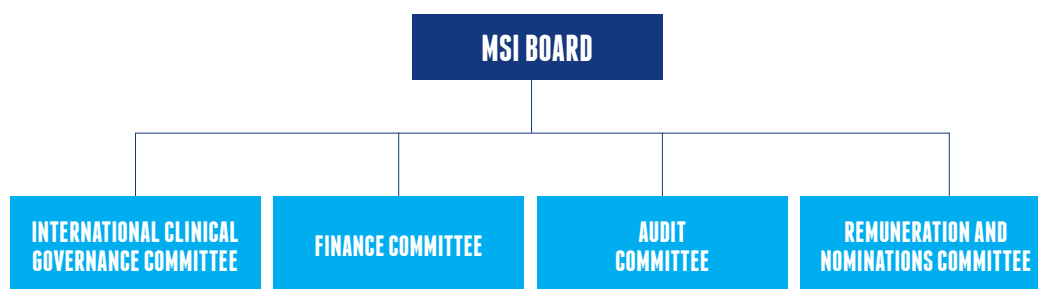 MSI BOARD
INTERNATIONAL CLINICAL
GOVERNANCE COMMITTEE
FINANCE COMMITTEE
AUDIT
COMMITTEE
REMUNERATION AND
NOMINATIONS COMMITTEE